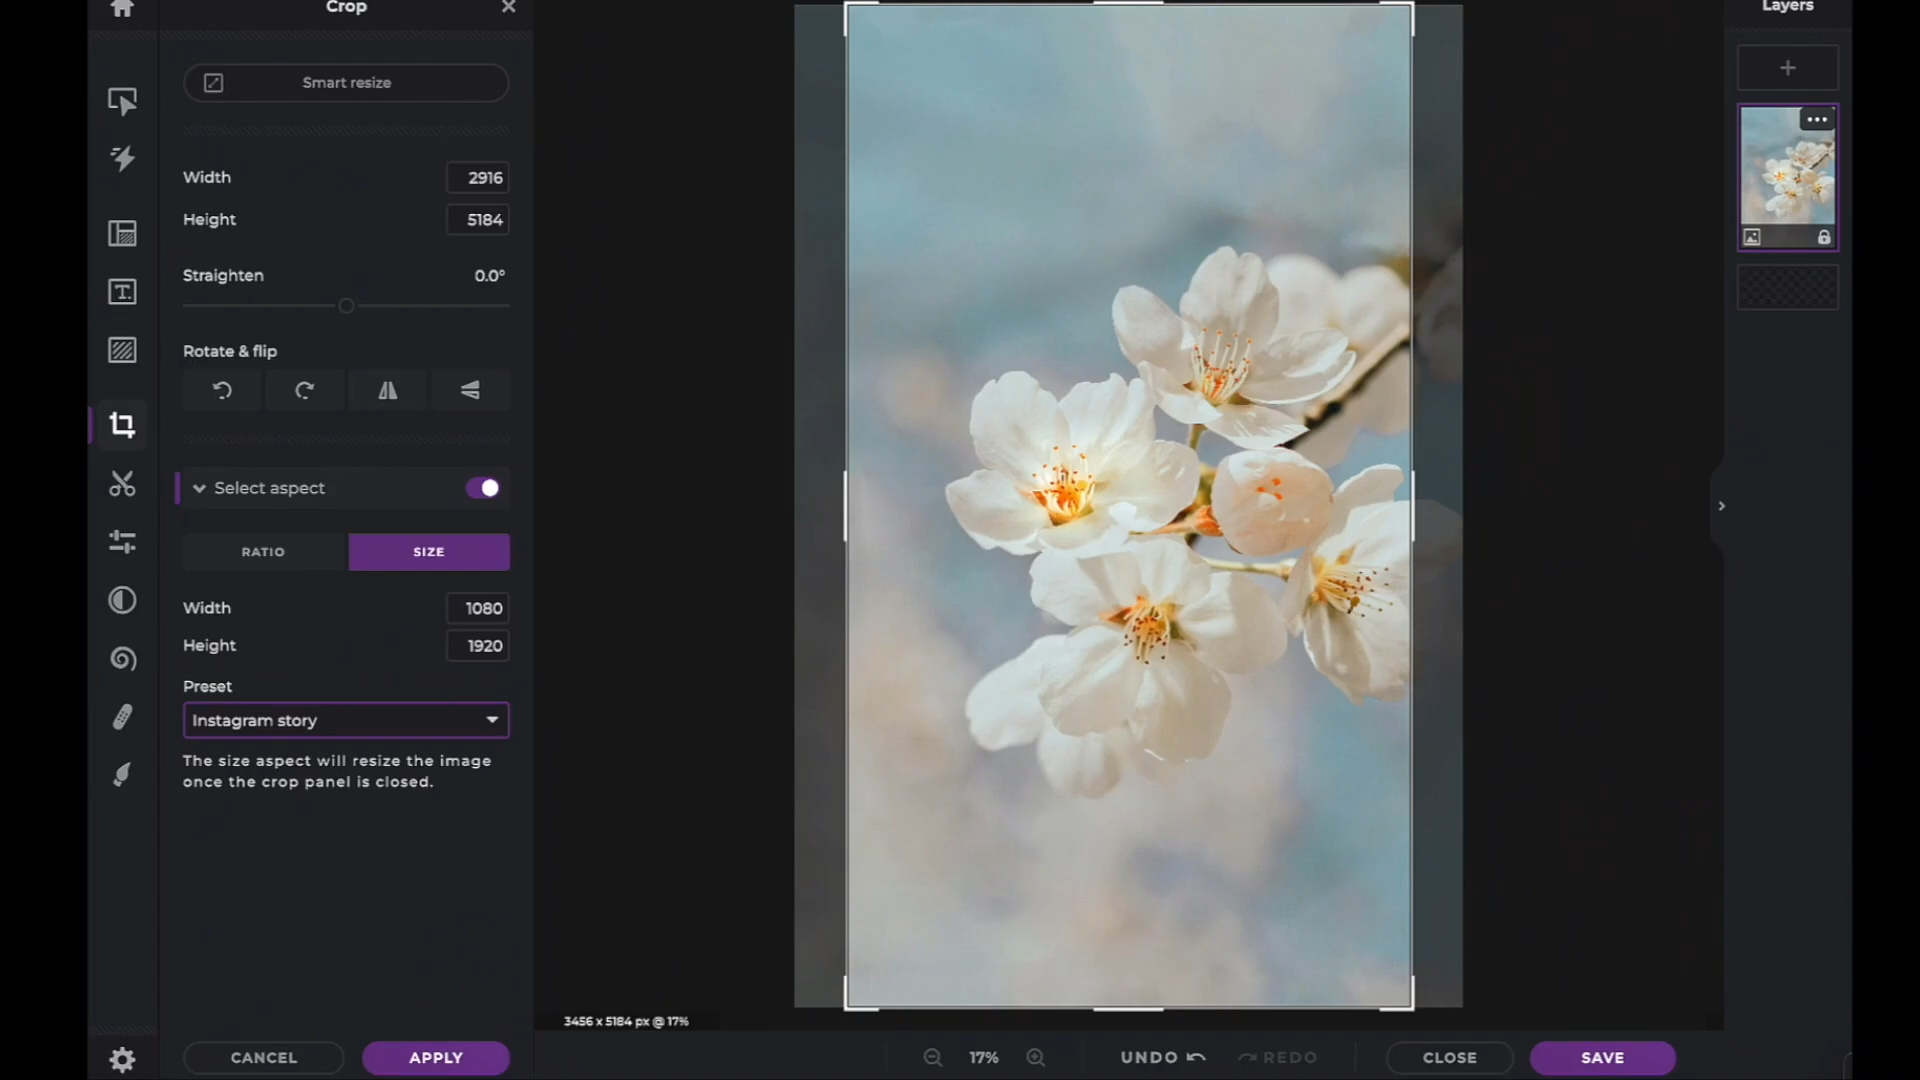 Crop
Layers
Smart resize
Width 2916
Height 5184
Straighten 0.0°
Rotate & flip
Select aspect
RATIO SIZE
Width 1080
Height 1920
Preset
Instagram story
The size aspect will resize the image
once the crop panel is closed.
3456 x 5184 px @ 17%
CANCEL APPLY 17% UNDO REDO CLOSE SAVE